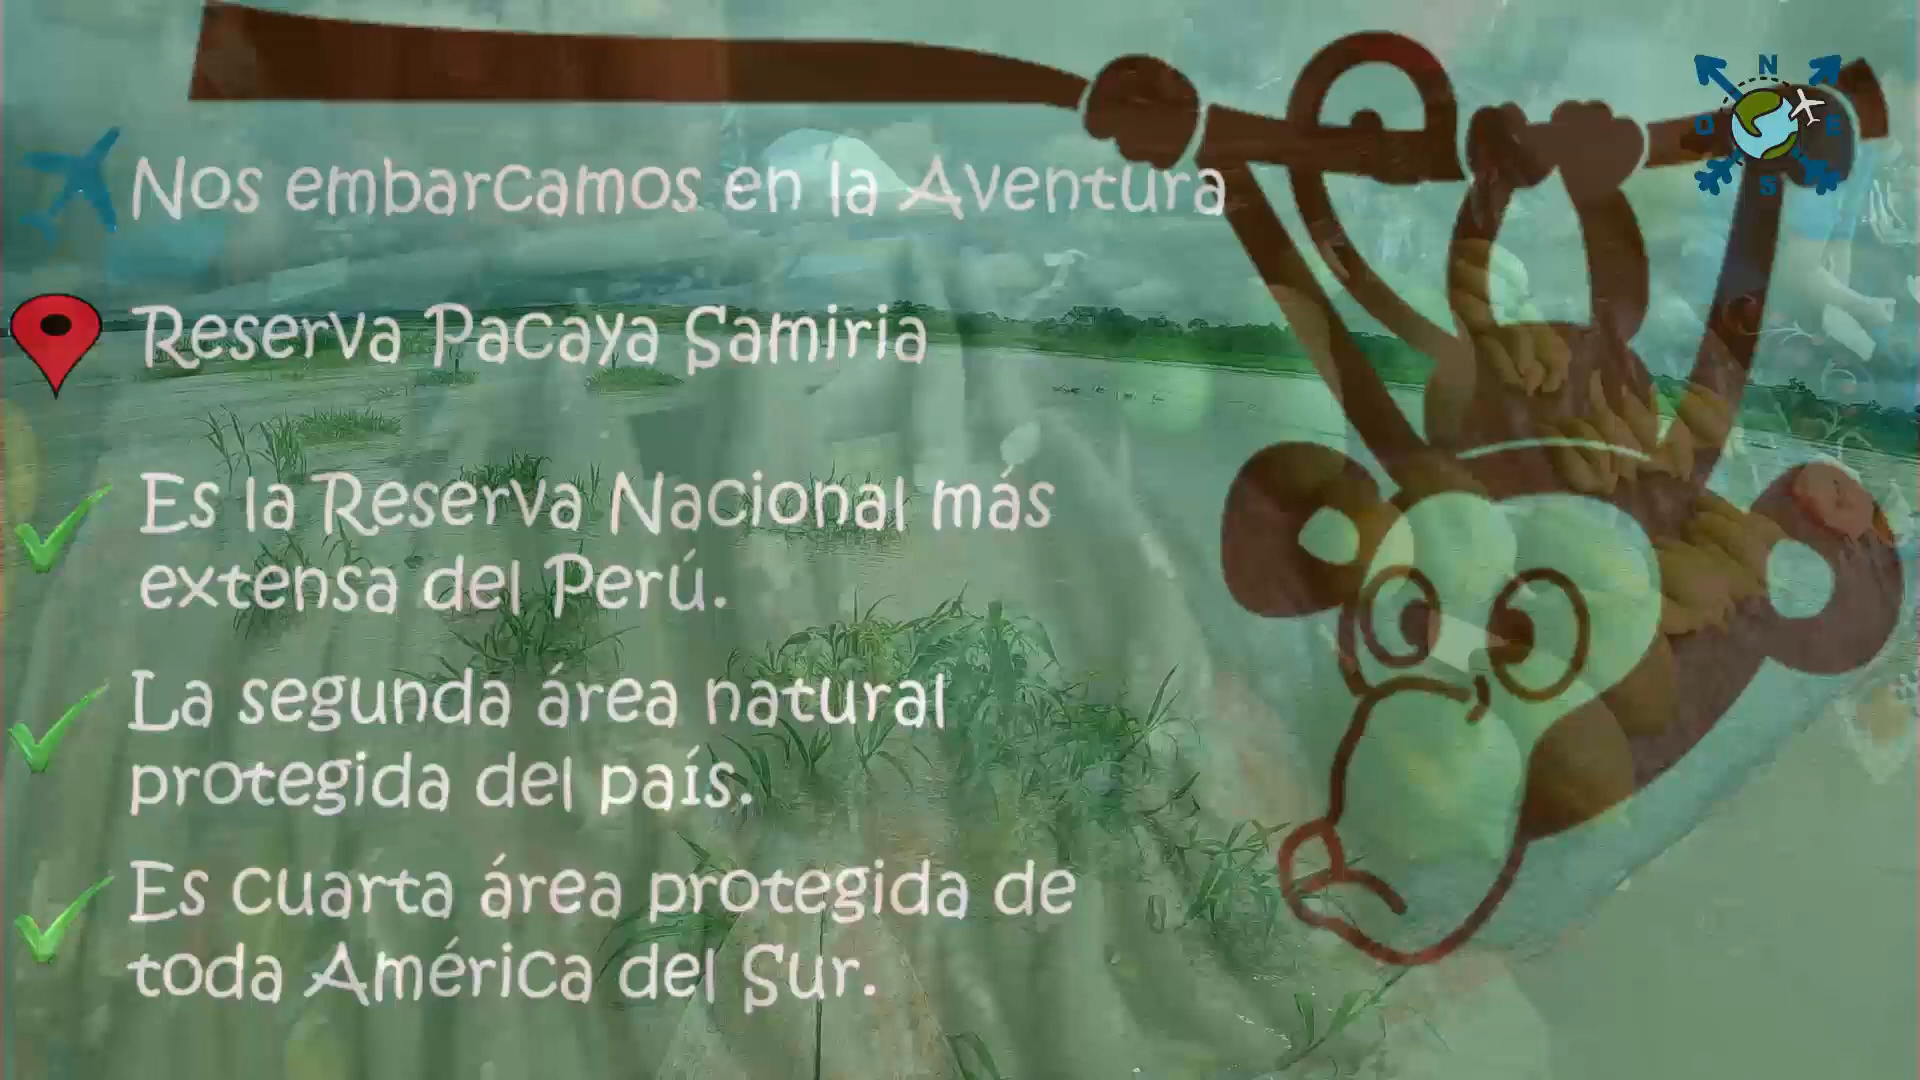 N
O E
S
Nos embarcamos en la Aventura
Reserva Pacaya Samiria
Es la Reserva Nacional más
extensa del Perú.
La segunda área natural
protegida del país.
Es cuarta área protegida de
toda América del Sur.